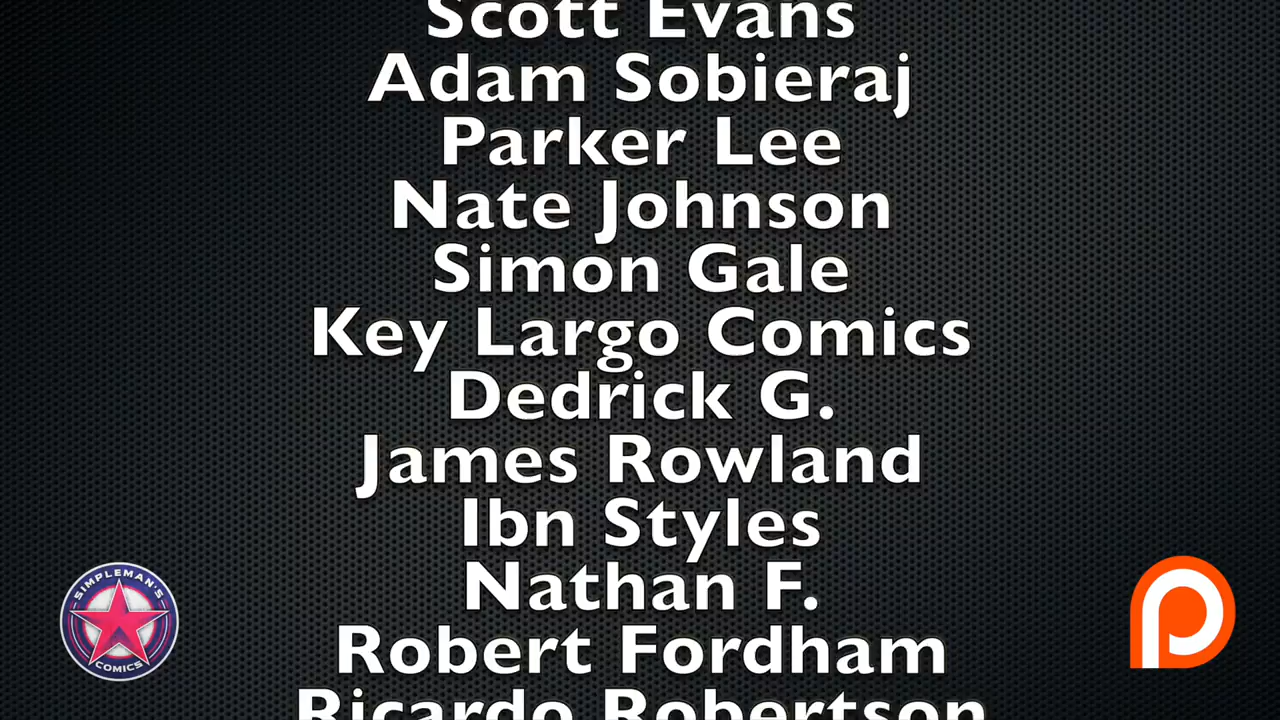 Scott Evans
Adam Sobieraj
Parker Lee
Nate Johnson
Simon Gale
Key Largo Comics
Dedrick G.
James Rowland
Ibn Styles
Nathan F.
Robert Fordham
Ricardo Robertson
SIMPLEMAN'S
COMICS